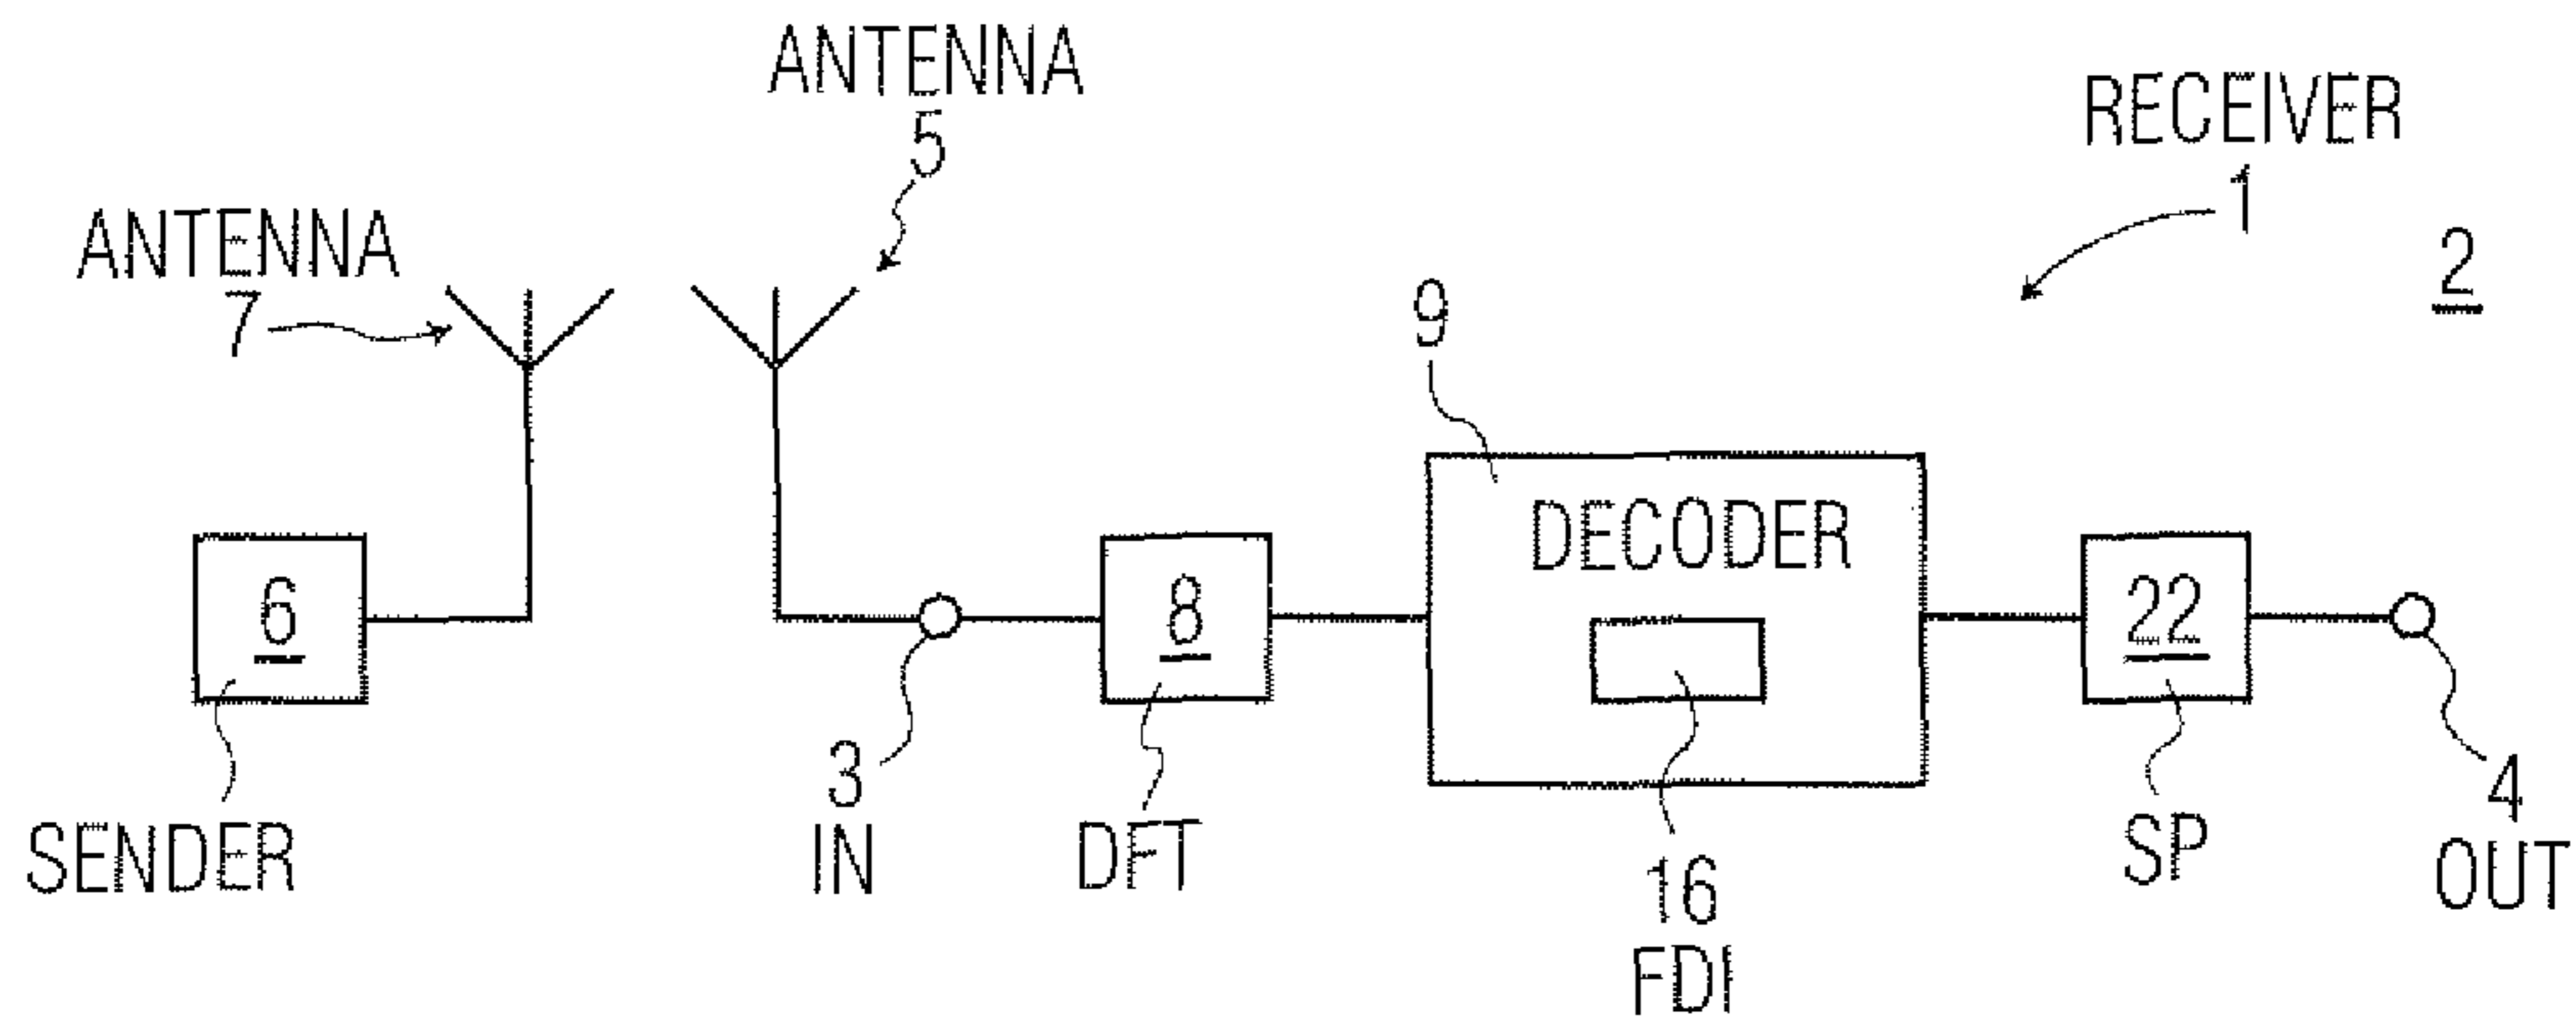 ANTENNA
5
RECEIVER
1
ANTENNA
7
2
9
DECODER
6
8
22
3
IN
4
OUT
SENDER
DFT
16
FDI
SP